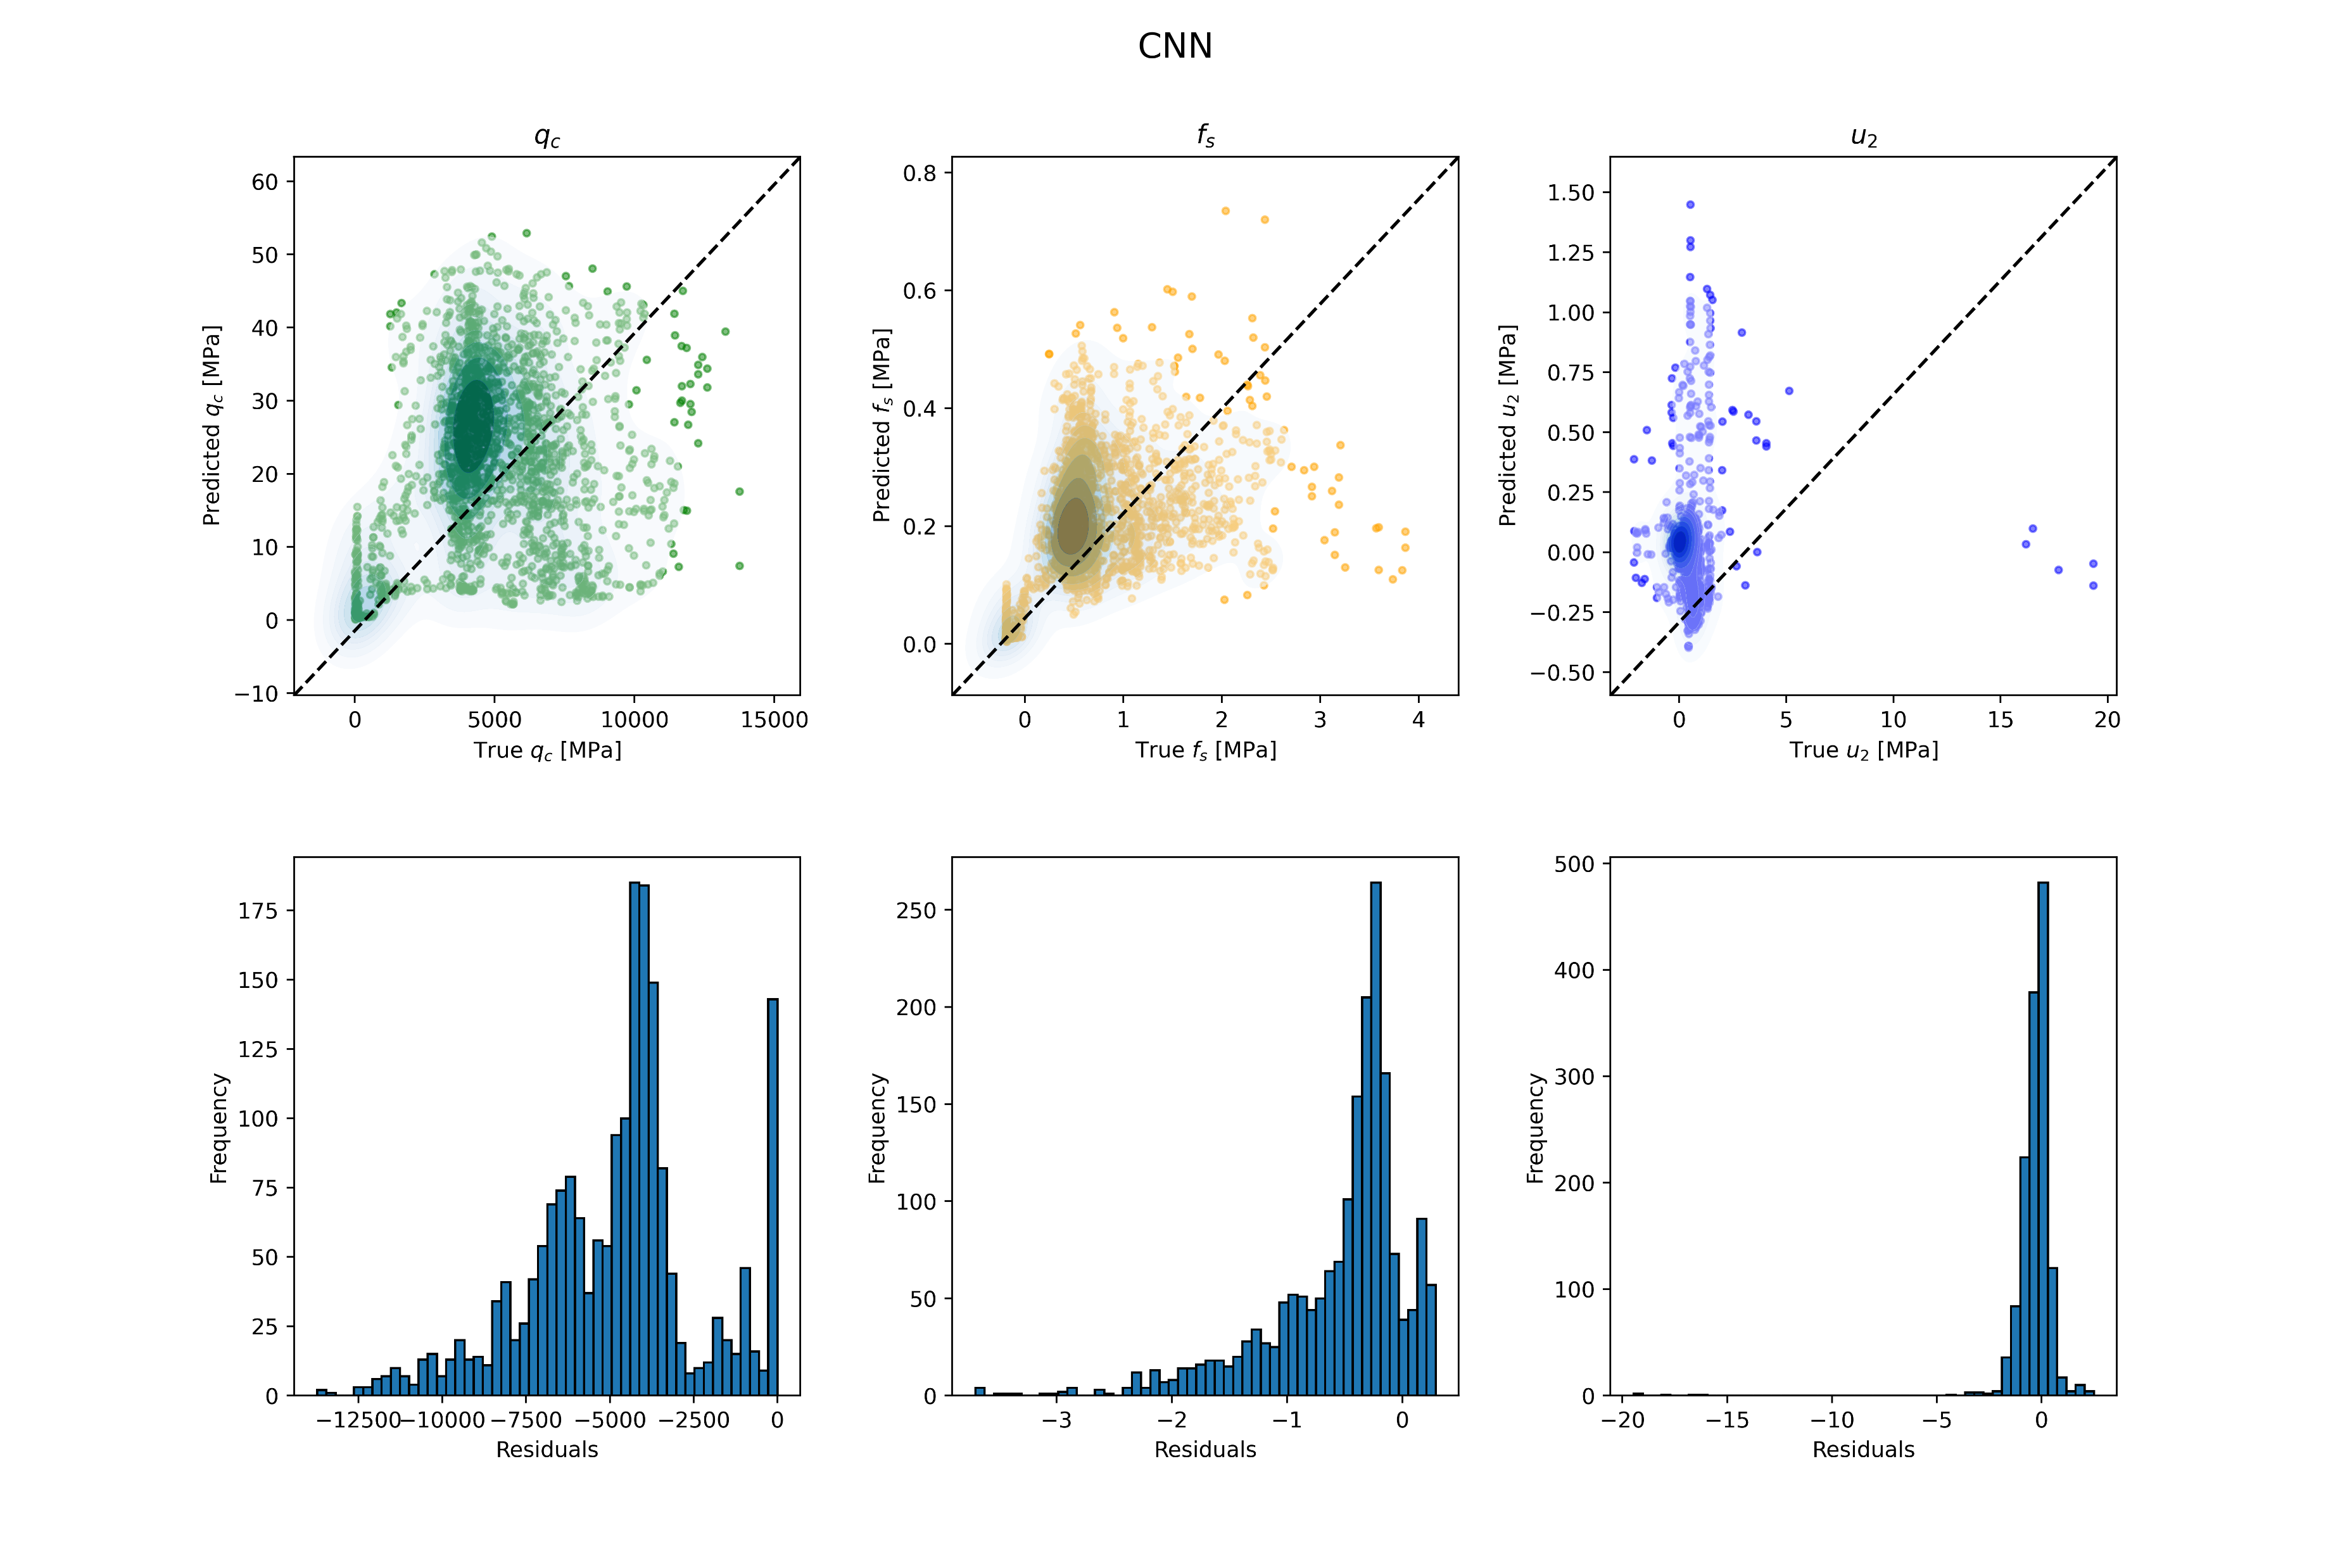 CNN
q_c
60
50
40
30
20
10
0
−10
Predicted q_c [MPa]
0 5000 10000 15000
True q_c [MPa]
f_s
0.8
0.6
0.4
0.2
0.0
Predicted f_s [MPa]
0 1 2 3 4
True f_s [MPa]
u_2
1.50
1.25
1.00
0.75
0.50
0.25
0.00
−0.25
−0.50
Predicted u_2 [MPa]
0 5 10 15 20
True u_2 [MPa]
175
150
125
100
75
50
25
0
Frequency
−12500 −10000 −7500 −5000 −2500 0
Residuals
250
200
150
100
50
0
Frequency
−3 −2 −1 0
Residuals
500
400
300
200
100
0
Frequency
−20 −15 −10 −5 0
Residuals